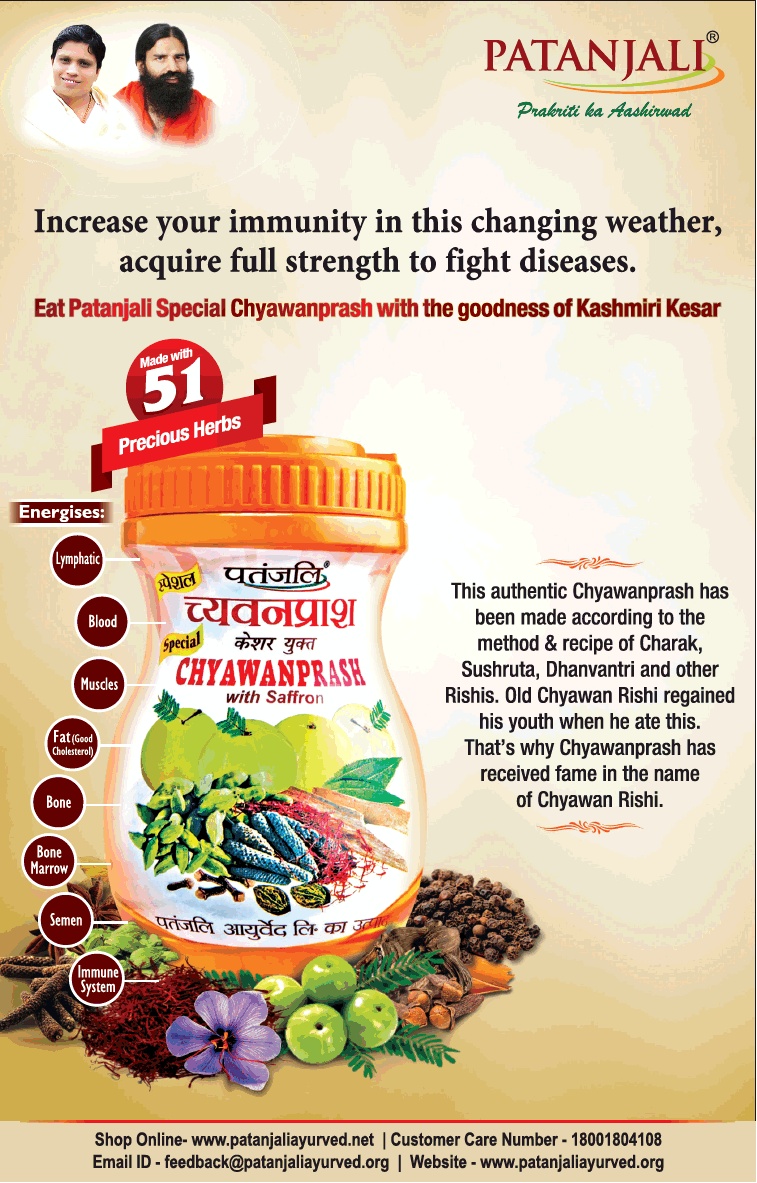 PATANJALI®
Prakriti ka Aashirwad
Increase your immunity in this changing weather,
acquire full strength to fight diseases.
Eat Patanjali Special Chyawanprash with the goodness of Kashmiri Kesar
Made with
51
Precious Herbs
Energises:
Lymphatic
Blood
Muscles
Fat (Good
Cholesterol)
Bone
Bone
Marrow
Semen
Immune
System
स्पेशल
पतंजलि®
च्यवनप्राश
Special
केशर युक्त
CHYAWANPRASH
with Saffron
पतंजलि आयुर्वेद लि॰ का उत्पाद
This authentic Chyawanprash has
been made according to the
method & recipe of Charak,
Sushruta, Dhanvantri and other
Rishis. Old Chyawan Rishi regained
his youth when he ate this.
That's why Chyawanprash has
received fame in the name
of Chyawan Rishi.
Shop Online- www.patanjaliayurved.net | Customer Care Number - 18001804108
Email ID - feedback@patanjaliayurved.org | Website - www.patanjaliayurved.org